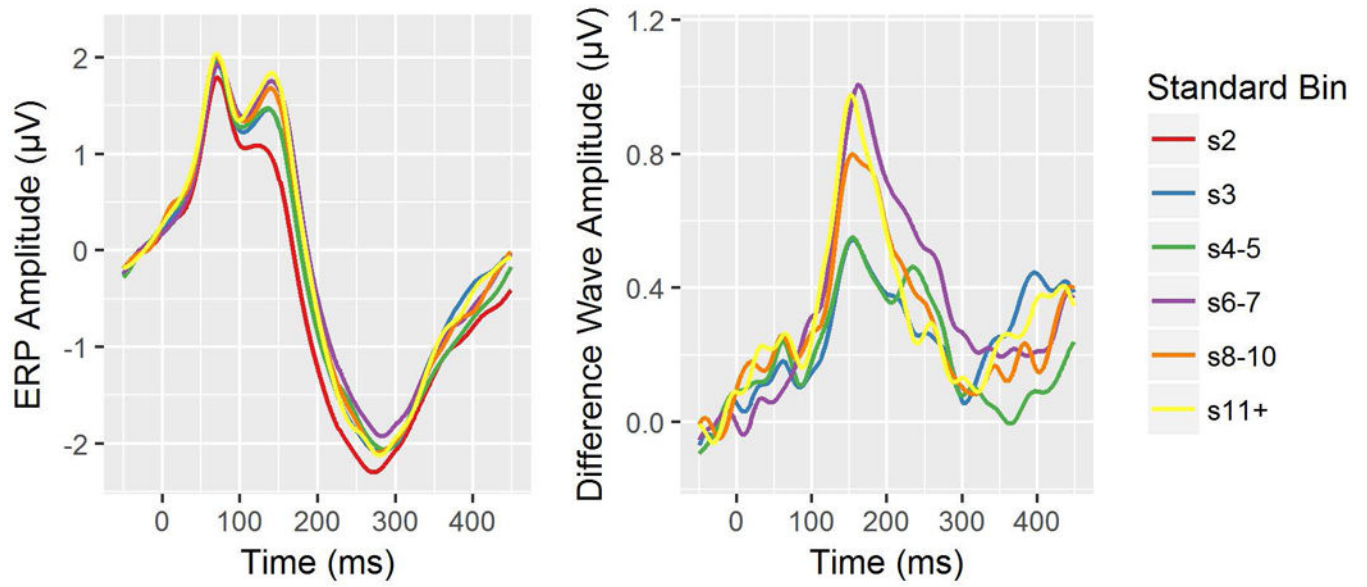 ERP Amplitude (µV)
2
1
0
-1
-2
0 100 200 300 400
Time (ms)
Difference Wave Amplitude (µV)
1.2
0.8
0.4
0.0
0 100 200 300 400
Time (ms)
Standard Bin
s2
s3
s4-5
s6-7
s8-10
s11+